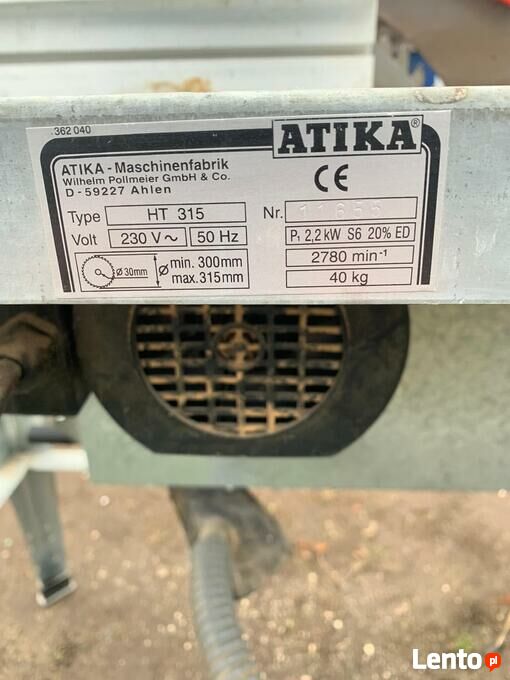 362 040
ATIKA®
ATIKA - Maschinenfabrik
Wilhelm Pollmeier GmbH & Co.
D - 59227 Ahlen
CE
Type HT 315 Nr. 11655
Volt 230 V~ 50 Hz P₁ 2,2 kW S6 20% ED
ø 30mm ø min. 300mm 2780 min⁻¹
max. 315mm 40 kg
Lento.pl